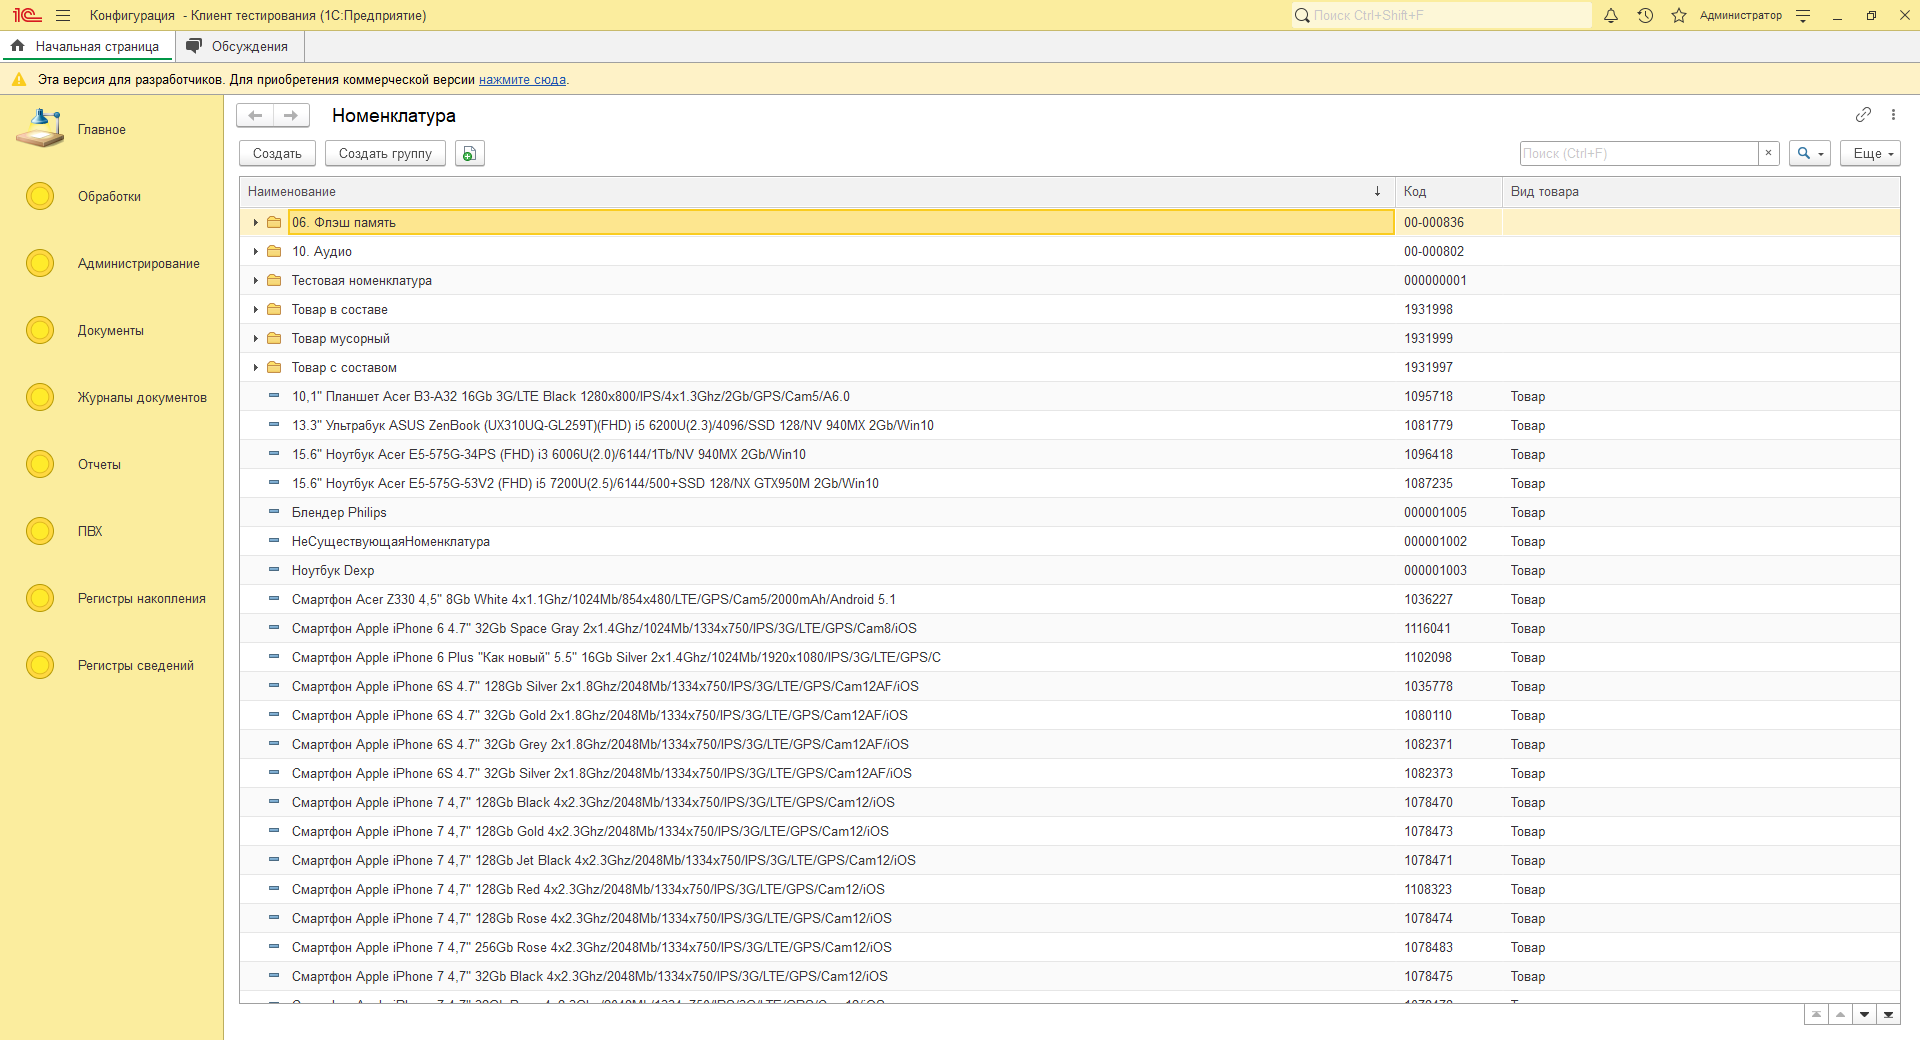 1С Конфигурация - Клиент тестирования (1С:Предприятие) Поиск Ctrl+Shift+F Администратор
Начальная страница Обсуждения
Эта версия для разработчиков. Для приобретения коммерческой версии нажмите сюда.
Главное
Обработки
Администрирование
Документы
Журналы документов
Отчеты
ПВХ
Регистры накопления
Регистры сведений
Номенклатура
Создать Создать группу Поиск (Ctrl+F) × Еще
Наименование ↓ Код Вид товара
06. Флэш память 00-000836
10. Аудио 00-000802
Тестовая номенклатура 000000001
Товар в составе 1931998
Товар мусорный 1931999
Товар с составом 1931997
10,1" Планшет Acer B3-A32 16Gb 3G/LTE Black 1280x800/IPS/4x1.3Ghz/2Gb/GPS/Cam5/A6.0 1095718 Товар
13.3" Ультрабук ASUS ZenBook (UX310UQ-GL259T)(FHD) i5 6200U(2.3)/4096/SSD 128/NV 940MX 2Gb/Win10 1081779 Товар
15.6" Ноутбук Acer E5-575G-34PS (FHD) i3 6006U(2.0)/6144/1Tb/NV 940MX 2Gb/Win10 1096418 Товар
15.6" Ноутбук Acer E5-575G-53V2 (FHD) i5 7200U(2.5)/6144/500+SSD 128/NX GTX950M 2Gb/Win10 1087235 Товар
Блендер Philips 000001005 Товар
НеСуществующаяНоменклатура 000001002 Товар
Ноутбук Dexp 000001003 Товар
Смартфон Acer Z330 4,5" 8Gb White 4x1.1Ghz/1024Mb/854x480/LTE/GPS/Cam5/2000mAh/Android 5.1 1036227 Товар
Смартфон Apple iPhone 6 4.7" 32Gb Space Gray 2x1.4Ghz/1024Mb/1334x750/IPS/3G/LTE/GPS/Cam8/iOS 1116041 Товар
Смартфон Apple iPhone 6 Plus "Как новый" 5.5" 16Gb Silver 2x1.4Ghz/1024Mb/1920x1080/IPS/3G/LTE/GPS/C 1102098 Товар
Смартфон Apple iPhone 6S 4.7" 128Gb Silver 2x1.8Ghz/2048Mb/1334x750/IPS/3G/LTE/GPS/Cam12AF/iOS 1035778 Товар
Смартфон Apple iPhone 6S 4.7" 32Gb Gold 2x1.8Ghz/2048Mb/1334x750/IPS/3G/LTE/GPS/Cam12AF/iOS 1080110 Товар
Смартфон Apple iPhone 6S 4.7" 32Gb Grey 2x1.8Ghz/2048Mb/1334x750/IPS/3G/LTE/GPS/Cam12AF/iOS 1082371 Товар
Смартфон Apple iPhone 6S 4.7" 32Gb Silver 2x1.8Ghz/2048Mb/1334x750/IPS/3G/LTE/GPS/Cam12AF/iOS 1082373 Товар
Смартфон Apple iPhone 7 4,7" 128Gb Black 4x2.3Ghz/2048Mb/1334x750/IPS/3G/LTE/GPS/Cam12/iOS 1078470 Товар
Смартфон Apple iPhone 7 4,7" 128Gb Gold 4x2.3Ghz/2048Mb/1334x750/IPS/3G/LTE/GPS/Cam12/iOS 1078473 Товар
Смартфон Apple iPhone 7 4,7" 128Gb Jet Black 4x2.3Ghz/2048Mb/1334x750/IPS/3G/LTE/GPS/Cam12/iOS 1078471 Товар
Смартфон Apple iPhone 7 4,7" 128Gb Red 4x2.3Ghz/2048Mb/1334x750/IPS/3G/LTE/GPS/Cam12/iOS 1108323 Товар
Смартфон Apple iPhone 7 4,7" 128Gb Rose 4x2.3Ghz/2048Mb/1334x750/IPS/3G/LTE/GPS/Cam12/iOS 1078474 Товар
Смартфон Apple iPhone 7 4,7" 256Gb Rose 4x2.3Ghz/2048Mb/1334x750/IPS/3G/LTE/GPS/Cam12/iOS 1078483 Товар
Смартфон Apple iPhone 7 4,7" 32Gb Black 4x2.3Ghz/2048Mb/1334x750/IPS/3G/LTE/GPS/Cam12/iOS 1078475 Товар